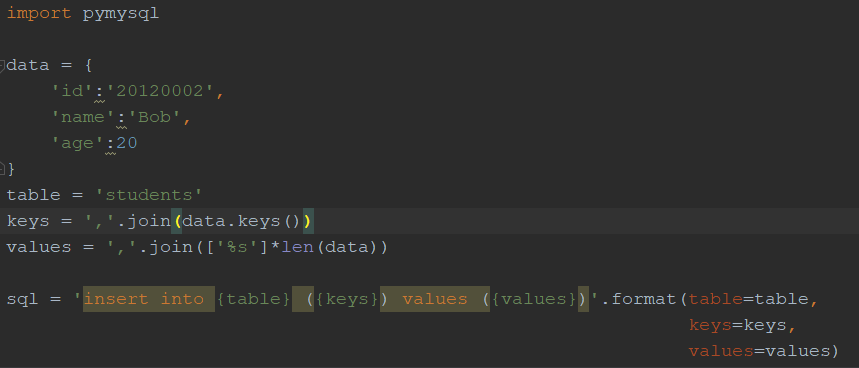 import pymysql
data = {
    'id':'20120002',
    'name':'Bob',
    'age':20
}
table = 'students'
keys = ','.join(data.keys())
values = ','.join(['%s']*len(data))
sql = 'insert into {table} ({keys}) values ({values})'.format(table=table,
                                                              keys=keys,
                                                              values=values)